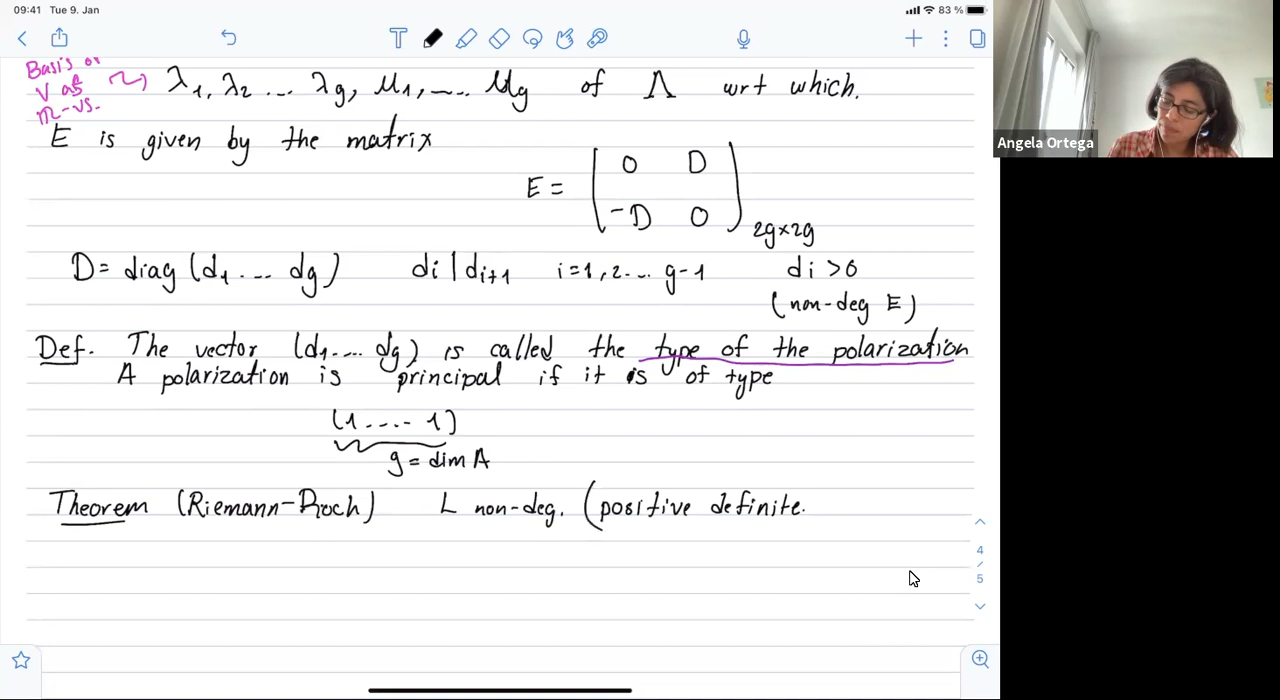 09:41 Tue 9. Jan
83 %
Basis of
V as
IR-vs.
λ1, λ2 ... λg, μ1, .... μg of Λ wrt which.
E is given by the matrix
E = ( 0 D
-D 0 ) 2g×2g
D = diag (d1 .... dg) di | di+1 i=1,2.... g-1 di >0
(non-deg E)
Def. The vector (d1.... dg) is called the type of the polarization
A polarization is principal if it is of type
(1 .... 1)
g = dim A
Theorem (Riemann-Roch) L non-deg. (positive definite.
4
/
5
Angela Ortega